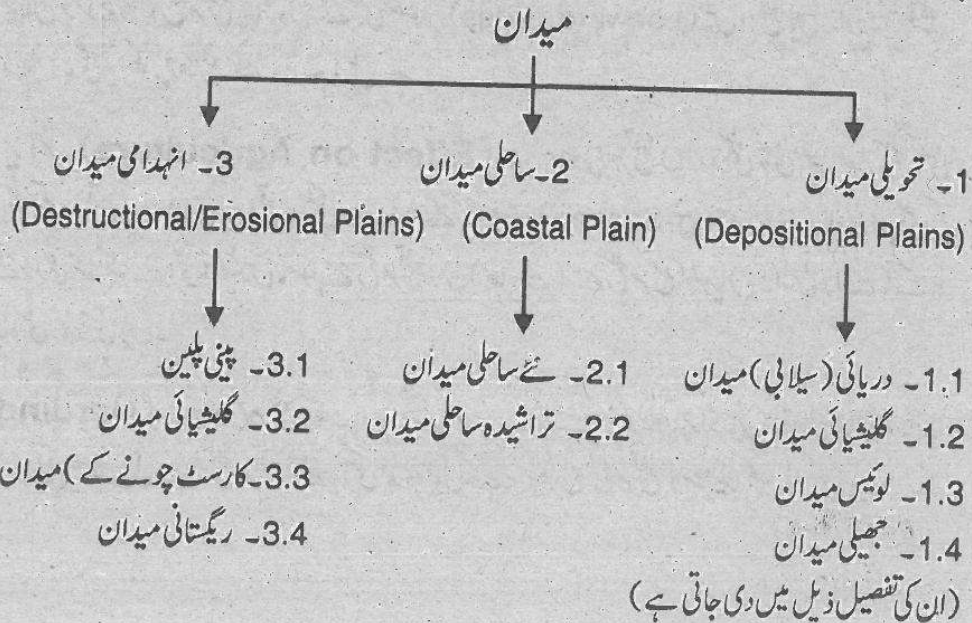 میدان
1۔ تحویلی میدان
(Depositional Plains)
1.1۔ دریائی (سیلابی) میدان
1.2۔ گلیشیائی میدان
1.3۔ لوئیس میدان
1.4۔ جھیلی میدان
(ان کی تفصیل ذیل میں دی جاتی ہے)
2۔ ساحلی میدان
(Coastal Plain)
2.1۔ نئے ساحلی میدان
2.2۔ تراشیدہ ساحلی میدان
3۔ انہدامی میدان
(Destructional/Erosional Plains)
3.1۔ پینی پلین
3.2۔ گلیشیائی میدان
3.3۔ کارسٹ چونے کے) میدان
3.4۔ ریگستانی میدان